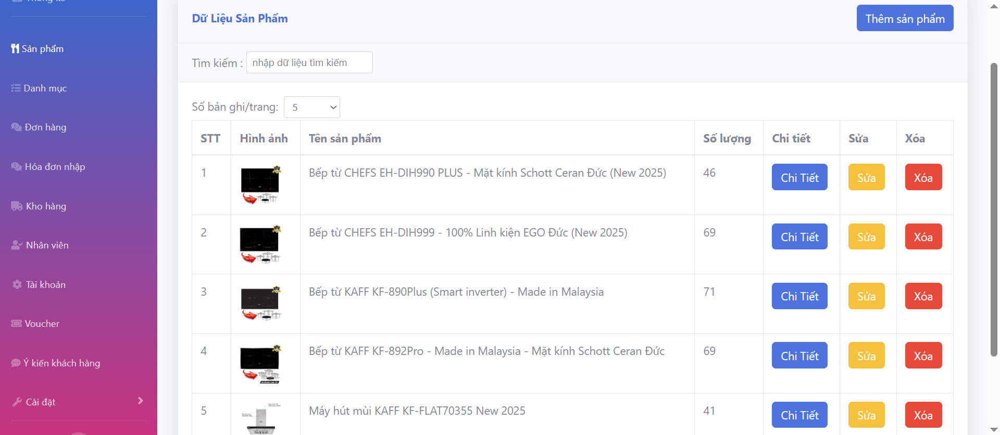 Thống kê
Sản phẩm
Danh mục
Đơn hàng
Hóa đơn nhập
Kho hàng
Nhân viên
Tài khoản
Voucher
Ý kiến khách hàng
Cài đặt
Dữ Liệu Sản Phẩm
Thêm sản phẩm
Tìm kiếm : nhập dữ liệu tìm kiếm
Số bản ghi/trang: 5
STT Hình ảnh Tên sản phẩm Số lượng Chi tiết Sửa Xóa
1 Bếp từ CHEFS EH-DIH990 PLUS - Mặt kính Schott Ceran Đức (New 2025) 46 Chi Tiết Sửa Xóa
2 Bếp từ CHEFS EH-DIH999 - 100% Linh kiện EGO Đức (New 2025) 69 Chi Tiết Sửa Xóa
3 Bếp từ KAFF KF-890Plus (Smart inverter) - Made in Malaysia 71 Chi Tiết Sửa Xóa
4 Bếp từ KAFF KF-892Pro - Made in Malaysia - Mặt kính Schott Ceran Đức 69 Chi Tiết Sửa Xóa
5 Máy hút mùi KAFF KF-FLAT70355 New 2025 41 Chi Tiết Sửa Xóa